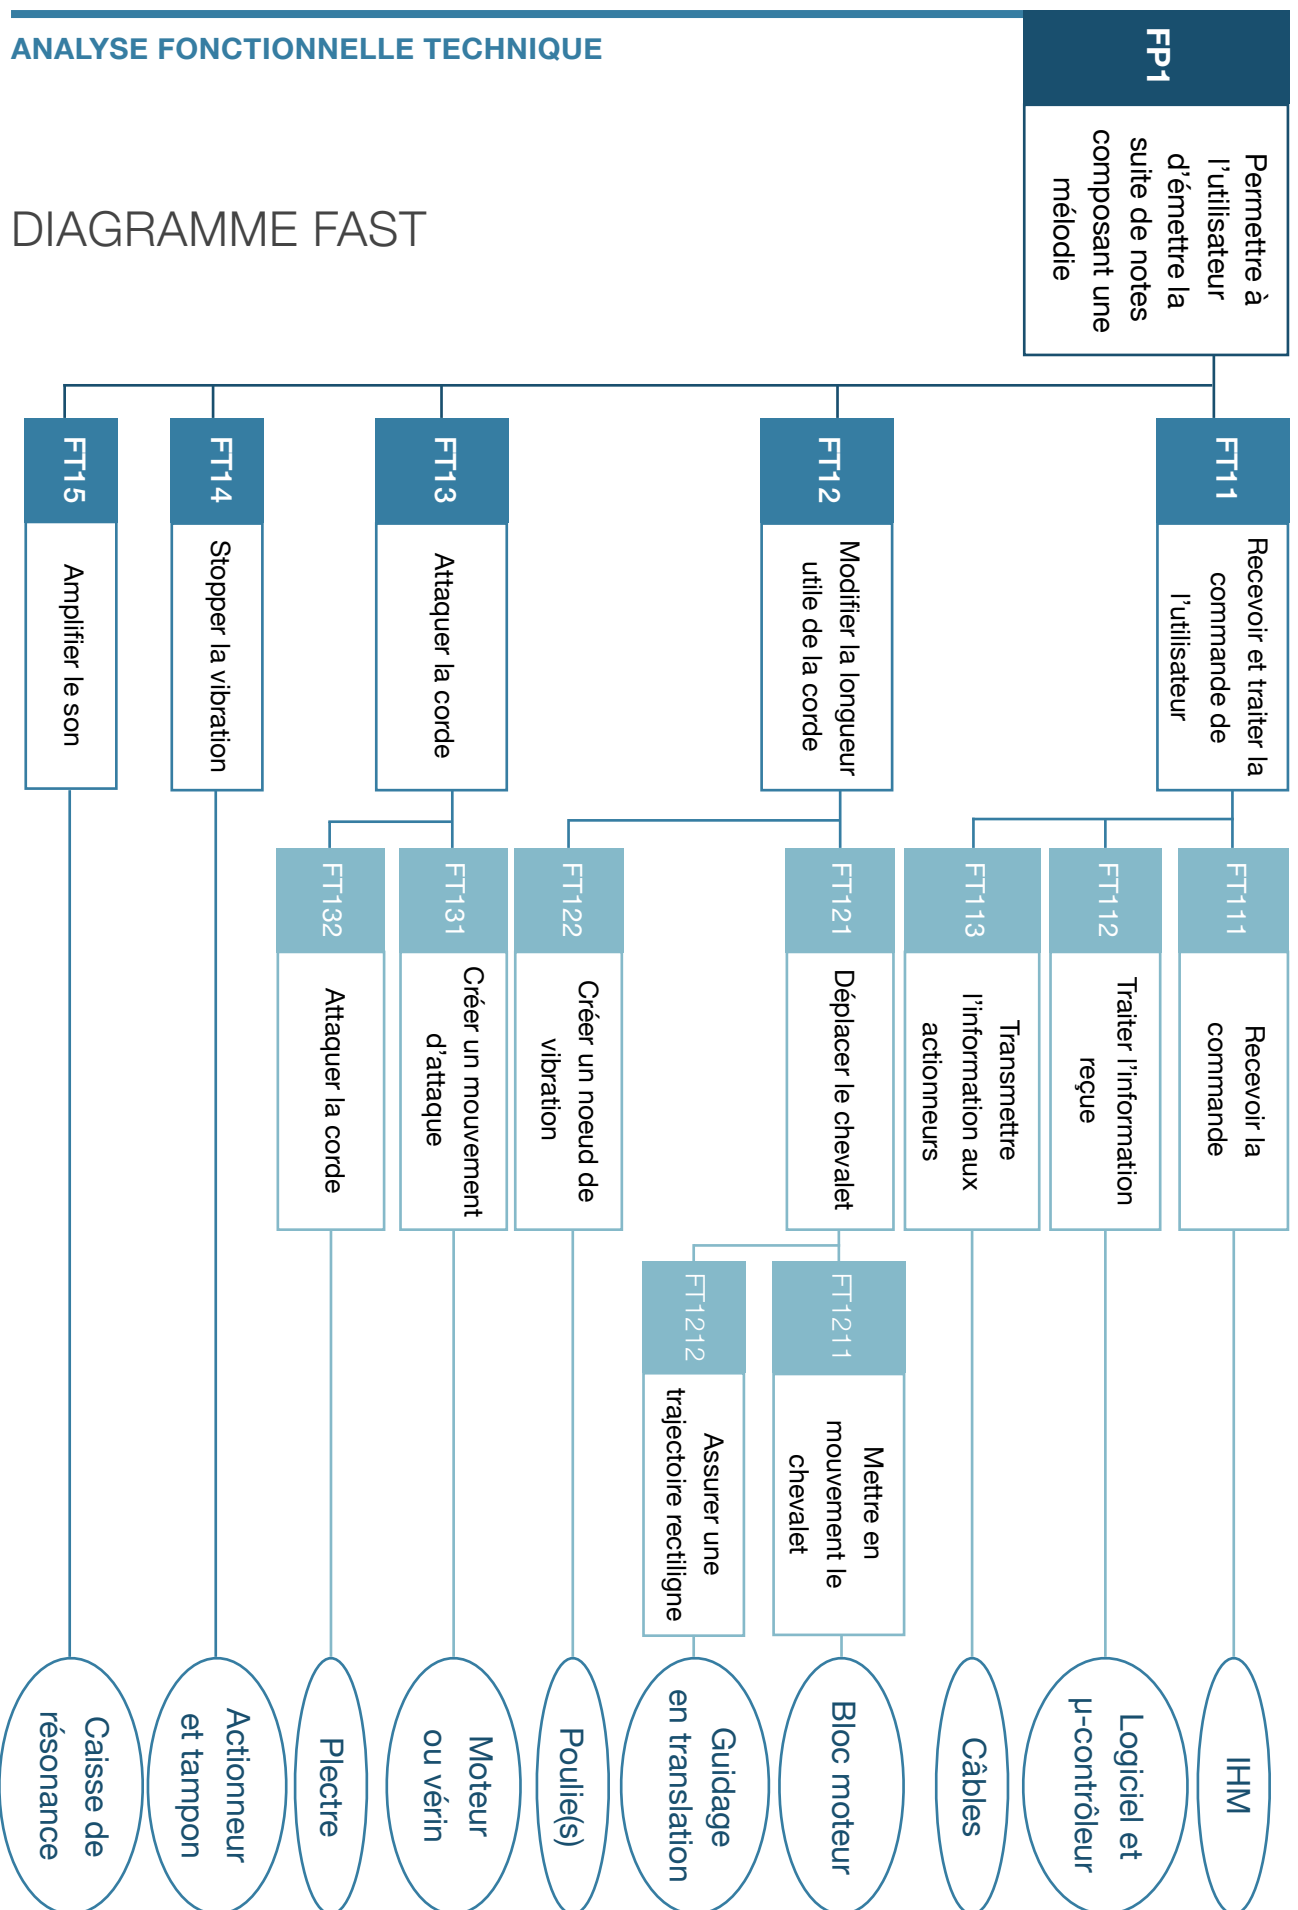 ANALYSE FONCTIONNELLE TECHNIQUE
DIAGRAMME FAST
FP1
Permettre à
l'utilisateur
d'émettre la
suite de notes
composant une
mélodie
FT11
Recevoir et traiter la
commande de
l'utilisateur
FT111
Recevoir la
commande
IHM
FT112
Traiter l'information
reçue
Logiciel et
µ-contrôleur
FT113
Transmettre
l'information aux
actionneurs
Câbles
FT12
Modifier la longueur
utile de la corde
FT121
Déplacer le chevalet
FT1211
Mettre en
mouvement le
chevalet
Bloc moteur
FT1212
Assurer une
trajectoire rectiligne
Guidage
en translation
FT122
Créer un noeud de
vibration
Poulie(s)
FT13
Attaquer la corde
FT131
Créer un mouvement
d'attaque
Moteur
ou vérin
FT132
Attaquer la corde
Plectre
FT14
Stopper la vibration
Actionneur
et tampon
FT15
Amplifier le son
Caisse de
résonance